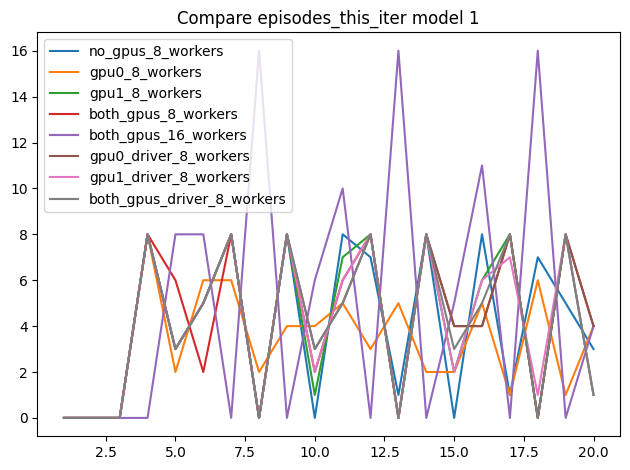 Compare episodes_this_iter model 1
no_gpus_8_workers
gpu0_8_workers
gpu1_8_workers
both_gpus_8_workers
both_gpus_16_workers
gpu0_driver_8_workers
gpu1_driver_8_workers
both_gpus_driver_8_workers
16
14
12
10
8
6
4
2
0
2.5 5.0 7.5 10.0 12.5 15.0 17.5 20.0